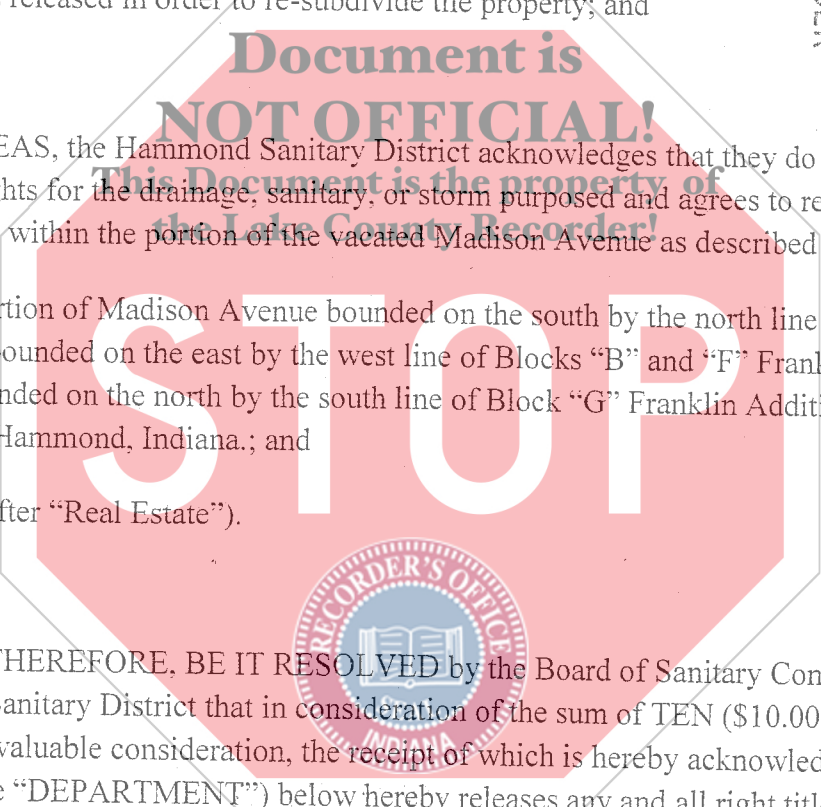 released in order to re-subdivide the property; and
Document is
NOT OFFICIAL!
EAS, the Hammond Sanitary District acknowledges that they do
This Document is the property of
hts for the drainage, sanitary, or storm purposed and agrees to re
the Lake County Recorder!
within the portion of the vacated Madison Avenue as described
rtion of Madison Avenue bounded on the south by the north line
ounded on the east by the west line of Blocks “B” and “F” Frank
nded on the north by the south line of Block “G” Franklin Additi
Hammond, Indiana.; and
STOP
fter “Real Estate”).
RECORDER'S OFFICE
THEREFORE, BE IT RESOLVED by the Board of Sanitary Con
Sanitary District that in consideration of the sum of TEN ($10.00
INDIANA
valuable consideration, the receipt of which is hereby acknowled
e “DEPARTMENT”) below hereby releases any and all right titl